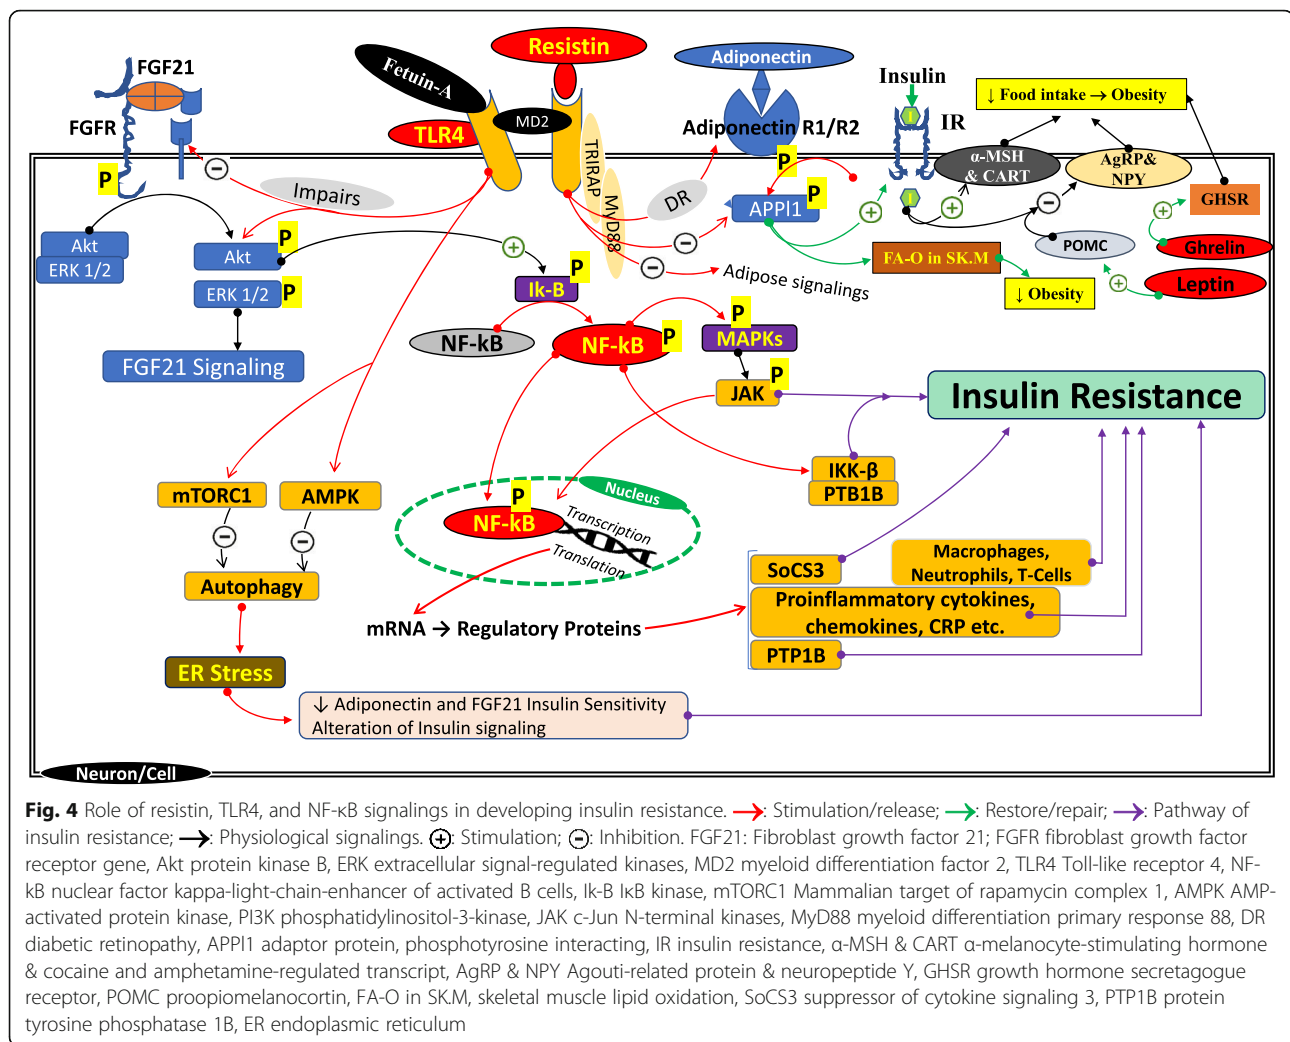 FGF21
FGFR
P
Fetuin-A
TLR4
Resistin
MD2
TRIRAP
MyD88
Adiponectin
Adiponectin R1/R2
Insulin
I
IR
↓ Food intake → Obesity
α-MSH
& CART
AgRP&
NPY
GHSR
Ghrelin
Leptin
POMC
+
−
I
+
+
+
P
APPI1
P
DR
−
−
Adipose signalings
FA-O in SK.M
↓ Obesity
−
Impairs
Akt
ERK 1/2
Akt
P
ERK 1/2
P
FGF21 Signaling
+
P
Ik-B
NF-kB
NF-kB
P
P
MAPKs
P
JAK
Insulin Resistance
IKK-β
PTB1B
mTORC1
AMPK
−
−
Autophagy
ER Stress
Nucleus
P
NF-kB
Transcription
Translation
mRNA → Regulatory Proteins
SoCS3
Macrophages,
Neutrophils, T-Cells
Proinflammatory cytokines,
chemokines, CRP etc.
PTP1B
↓ Adiponectin and FGF21 Insulin Sensitivity
Alteration of Insulin signaling
Neuron/Cell
Fig. 4 Role of resistin, TLR4, and NF-κB signalings in developing insulin resistance. →: Stimulation/release; →: Restore/repair; →: Pathway of
insulin resistance; →: Physiological signalings. ⊕: Stimulation; ⊖: Inhibition. FGF21: Fibroblast growth factor 21; FGFR fibroblast growth factor
receptor gene, Akt protein kinase B, ERK extracellular signal-regulated kinases, MD2 myeloid differentiation factor 2, TLR4 Toll-like receptor 4, NF-
kB nuclear factor kappa-light-chain-enhancer of activated B cells, Ik-B IκB kinase, mTORC1 Mammalian target of rapamycin complex 1, AMPK AMP-
activated protein kinase, PI3K phosphatidylinositol-3-kinase, JAK c-Jun N-terminal kinases, MyD88 myeloid differentiation primary response 88, DR
diabetic retinopathy, APPI1 adaptor protein, phosphotyrosine interacting, IR insulin resistance, α-MSH & CART α-melanocyte-stimulating hormone
& cocaine and amphetamine-regulated transcript, AgRP & NPY Agouti-related protein & neuropeptide Y, GHSR growth hormone secretagogue
receptor, POMC proopiomelanocortin, FA-O in SK.M, skeletal muscle lipid oxidation, SoCS3 suppressor of cytokine signaling 3, PTP1B protein
tyrosine phosphatase 1B, ER endoplasmic reticulum